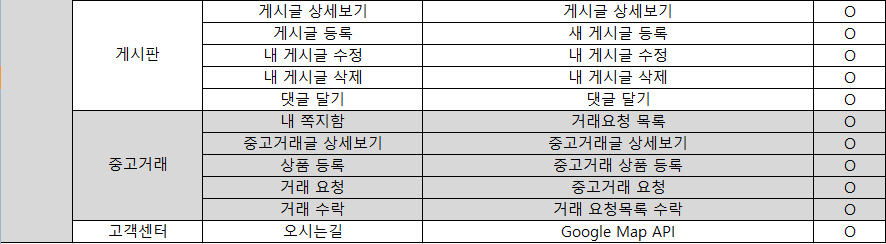 게시판
게시글 상세보기 게시글 상세보기 O
게시글 등록 새 게시글 등록 O
내 게시글 수정 내 게시글 수정 O
내 게시글 삭제 내 게시글 삭제 O
댓글 달기 댓글 달기 O
중고거래
내 쪽지함 거래요청 목록 O
중고거래글 상세보기 중고거래글 상세보기 O
상품 등록 중고거래 상품 등록 O
거래 요청 중고거래 요청 O
거래 수락 거래 요청목록 수락 O
고객센터 오시는길 Google Map API O